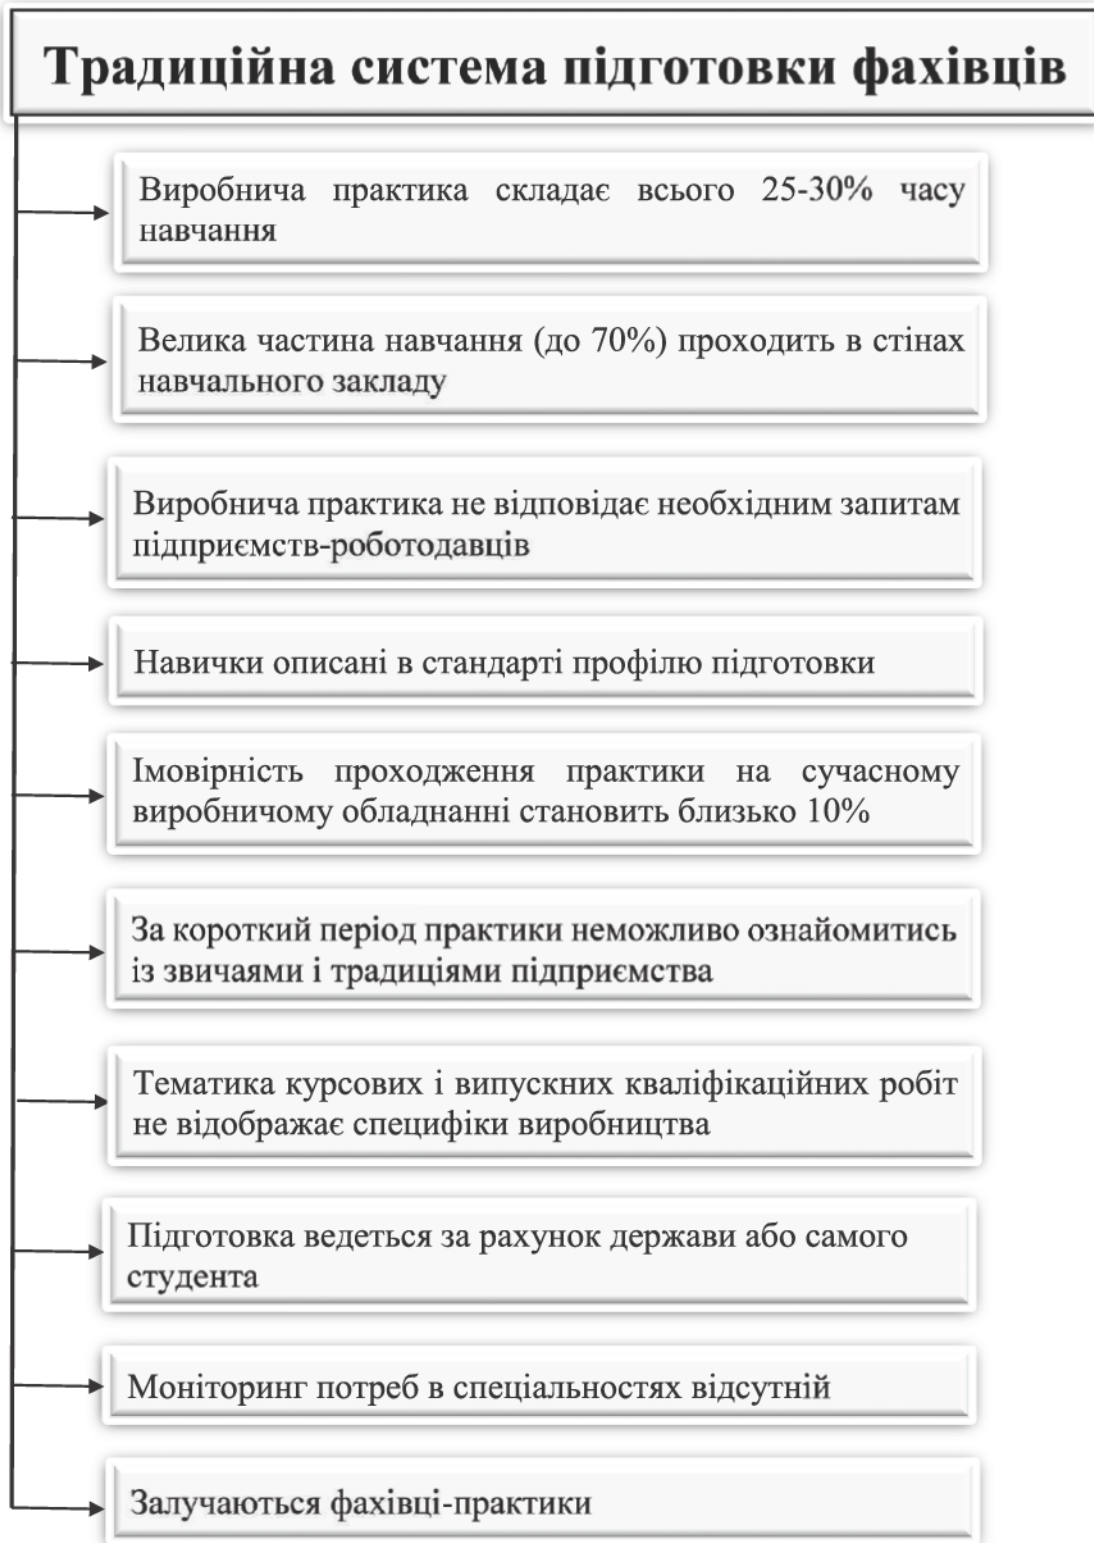 Традиційна система підготовки фахівців
Виробнича практика складає всього 25-30% часу
навчання
Велика частина навчання (до 70%) проходить в стінах
навчального закладу
Виробнича практика не відповідає необхідним запитам
підприємств-роботодавців
Навички описані в стандарті профілю підготовки
Імовірність проходження практики на сучасному
виробничому обладнанні становить близько 10%
За короткий період практики неможливо ознайомитись
із звичаями і традиціями підприємства
Тематика курсових і випускних кваліфікаційних робіт
не відображає специфіки виробництва
Підготовка ведеться за рахунок держави або самого
студента
Моніторинг потреб в спеціальностях відсутній
Залучаються фахівці-практики